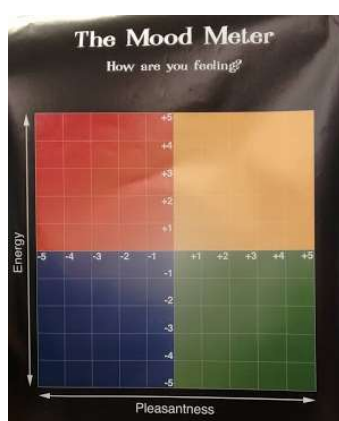 The Mood Meter
How are you feeling?
+5
+4
+3
+2
+1
-5 -4 -3 -2 -1 +1 +2 +3 +4 +5
-1
-2
-3
-4
-5
Energy
Pleasantness